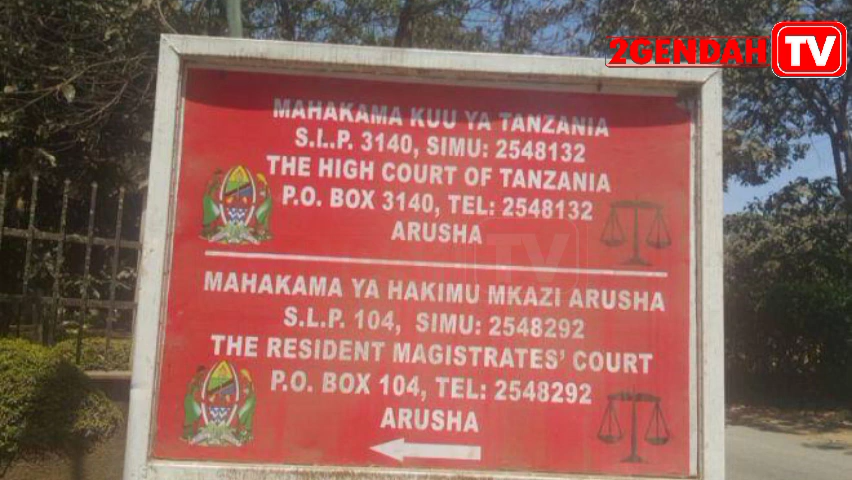 2GENDAH TV
MAHAKAMA KUU YA TANZANIA
S.L.P. 3140, SIMU: 2548132
THE HIGH COURT OF TANZANIA
P.O. BOX 3140, TEL: 2548132
ARUSHA
TV
MAHAKAMA YA HAKIMU MKAZI ARUSHA
S.L.P. 104, SIMU: 2548292
THE RESIDENT MAGISTRATES' COURT
P.O. BOX 104, TEL: 2548292
ARUSHA